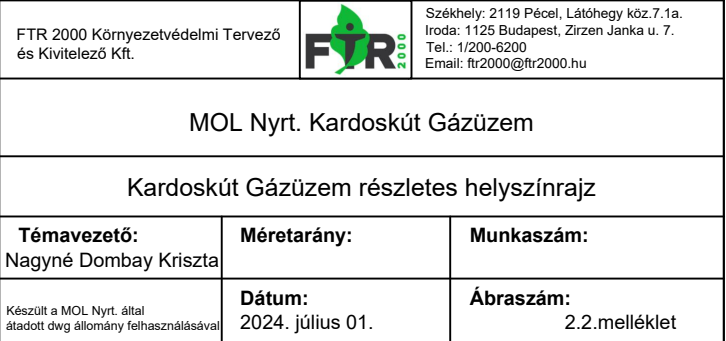 FTR 2000 Környezetvédelmi Tervező
és Kivitelező Kft.
FTR
2000
Székhely: 2119 Pécel, Látóhegy köz.7.1a.
Iroda: 1125 Budapest, Zirzen Janka u. 7.
Tel.: 1/200-6200
Email: ftr2000@ftr2000.hu
MOL Nyrt. Kardoskút Gázüzem
Kardoskút Gázüzem részletes helyszínrajz
Témavezető:
Nagyné Dombay Kriszta
Méretarány:
Munkaszám:
Készült a MOL Nyrt. által
átadott dwg állomány felhasználásával
Dátum:
2024. július 01.
Ábraszám:
2.2.melléklet